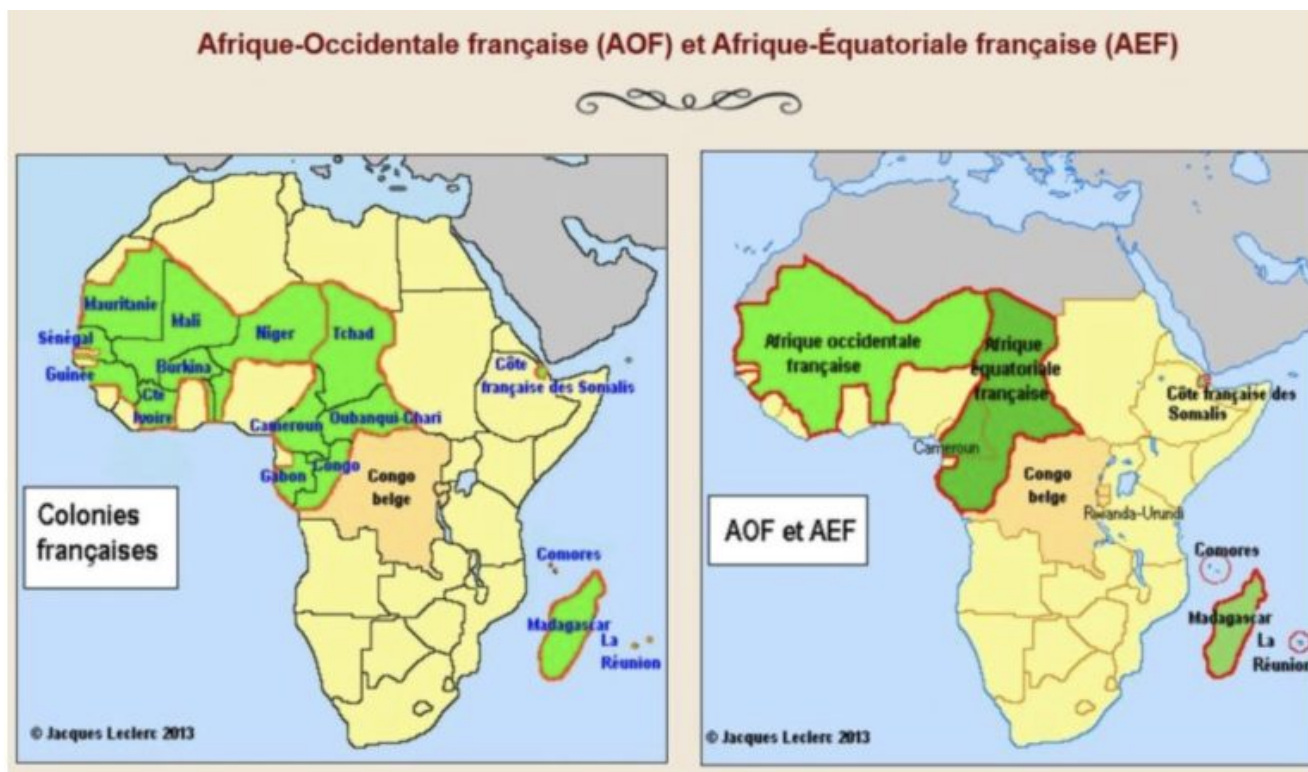 Afrique-Occidentale française (AOF) et Afrique-Équatoriale française (AEF)
Mauritanie
Mali
Niger
Tchad
Sénégal
Guinée
Burkina
Cte
Ivoire
Côte
française des Somalis
Cameroun
Oubangui-Chari
Gabon
Congo
Congo
belge
Colonies
françaises
Comores
Madagascar
La
Réunion
© Jacques Leclerc 2013
Afrique occidentale
française
Afrique
équatoriale
française
Côte française des
Somalis
Cameroun
Congo
belge
Rwanda-Urundi
AOF et AEF
Comores
Madagascar
La
Réunion
© Jacques Leclerc 2013